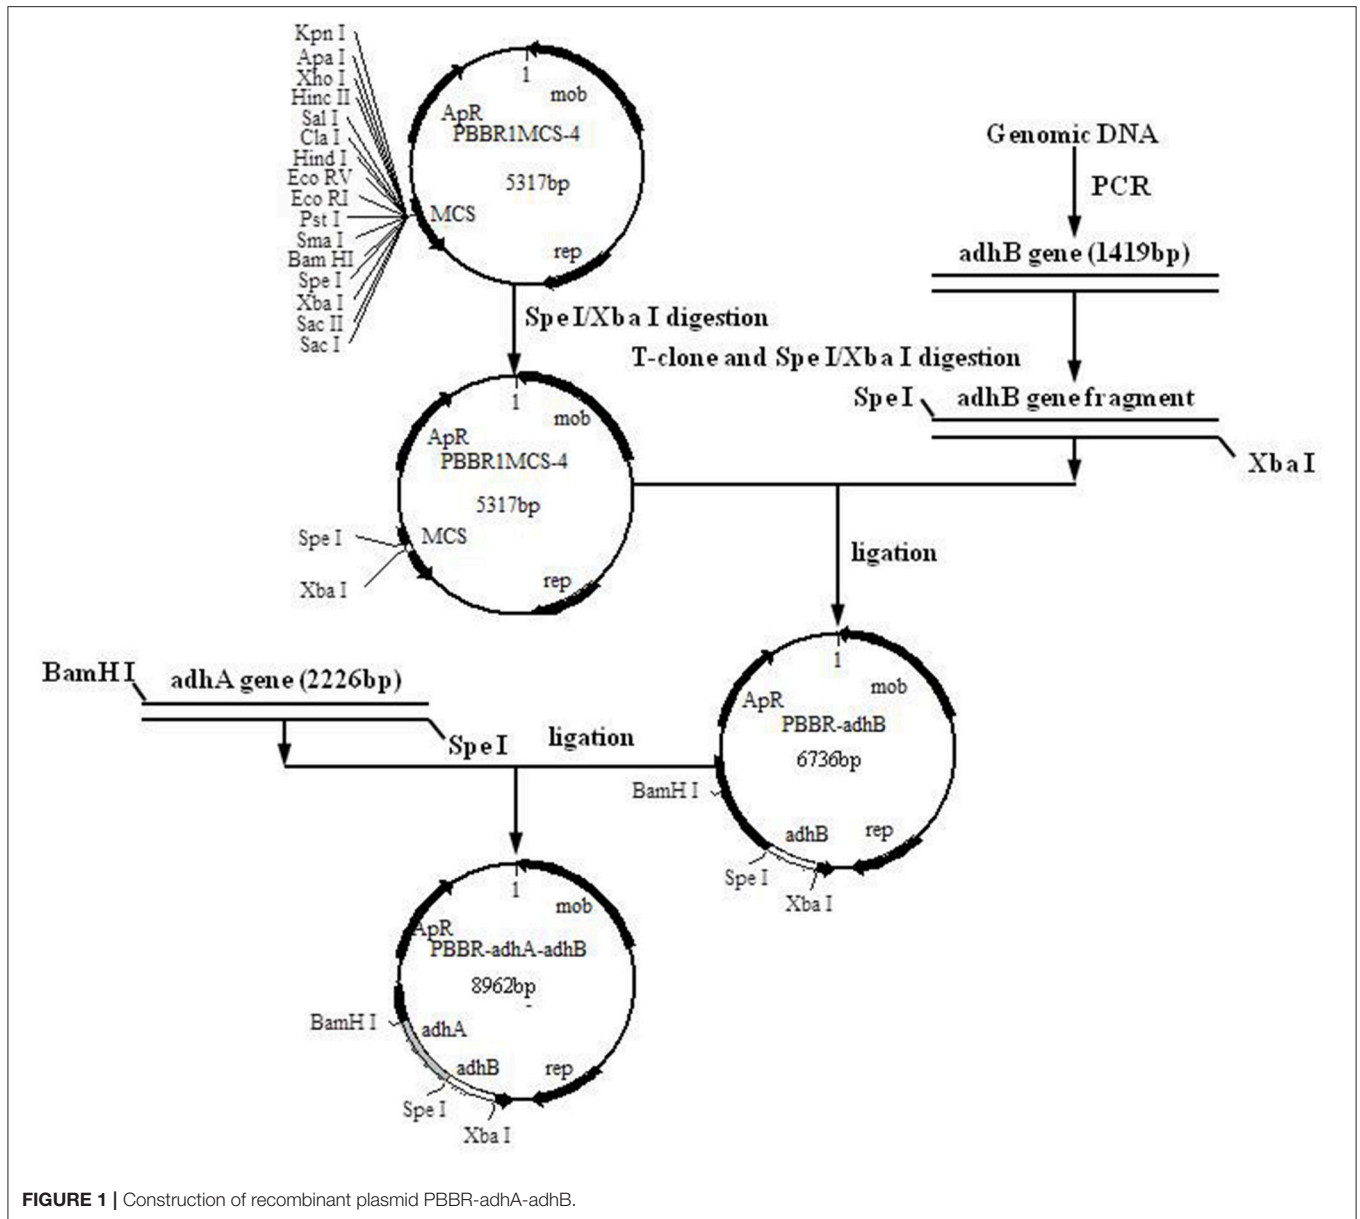 Kpn I
Apa I
Xho I
Hinc II
Sal I
Cla I
Hind I
Eco RV
Eco RI
Pst I
Sma I
Bam HI
Spe I
Xba I
Sac II
Sac I
1
mob
ApR
PBBR1MCS-4
5317bp
MCS
rep
Genomic DNA
PCR
adhB gene (1419bp)
Spe I/Xba I digestion
T-clone and Spe I/Xba I digestion
Spe I
adhB gene fragment
Xba I
1
mob
ApR
PBBR1MCS-4
5317bp
Spe I
MCS
Xba I
rep
ligation
BamH I
adhA gene (2226bp)
Spe I
ligation
1
mob
ApR
PBBR-adhB
6736bp
BamH I
adhB
rep
Spe I
Xba I
1
mob
ApR
PBBR-adhA-adhB
8962bp
BamH I
adhA
adhB
rep
Spe I
Xba I
FIGURE 1 | Construction of recombinant plasmid PBBR-adhA-adhB.